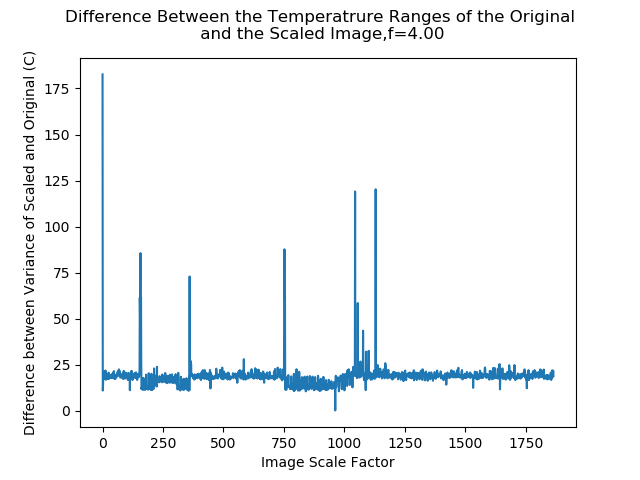 Difference Between the Temperatrure Ranges of the Original
and the Scaled Image,f=4.00
Difference between Variance of Scaled and Original (C)
175
150
125
100
75
50
25
0
0 250 500 750 1000 1250 1500 1750
Image Scale Factor